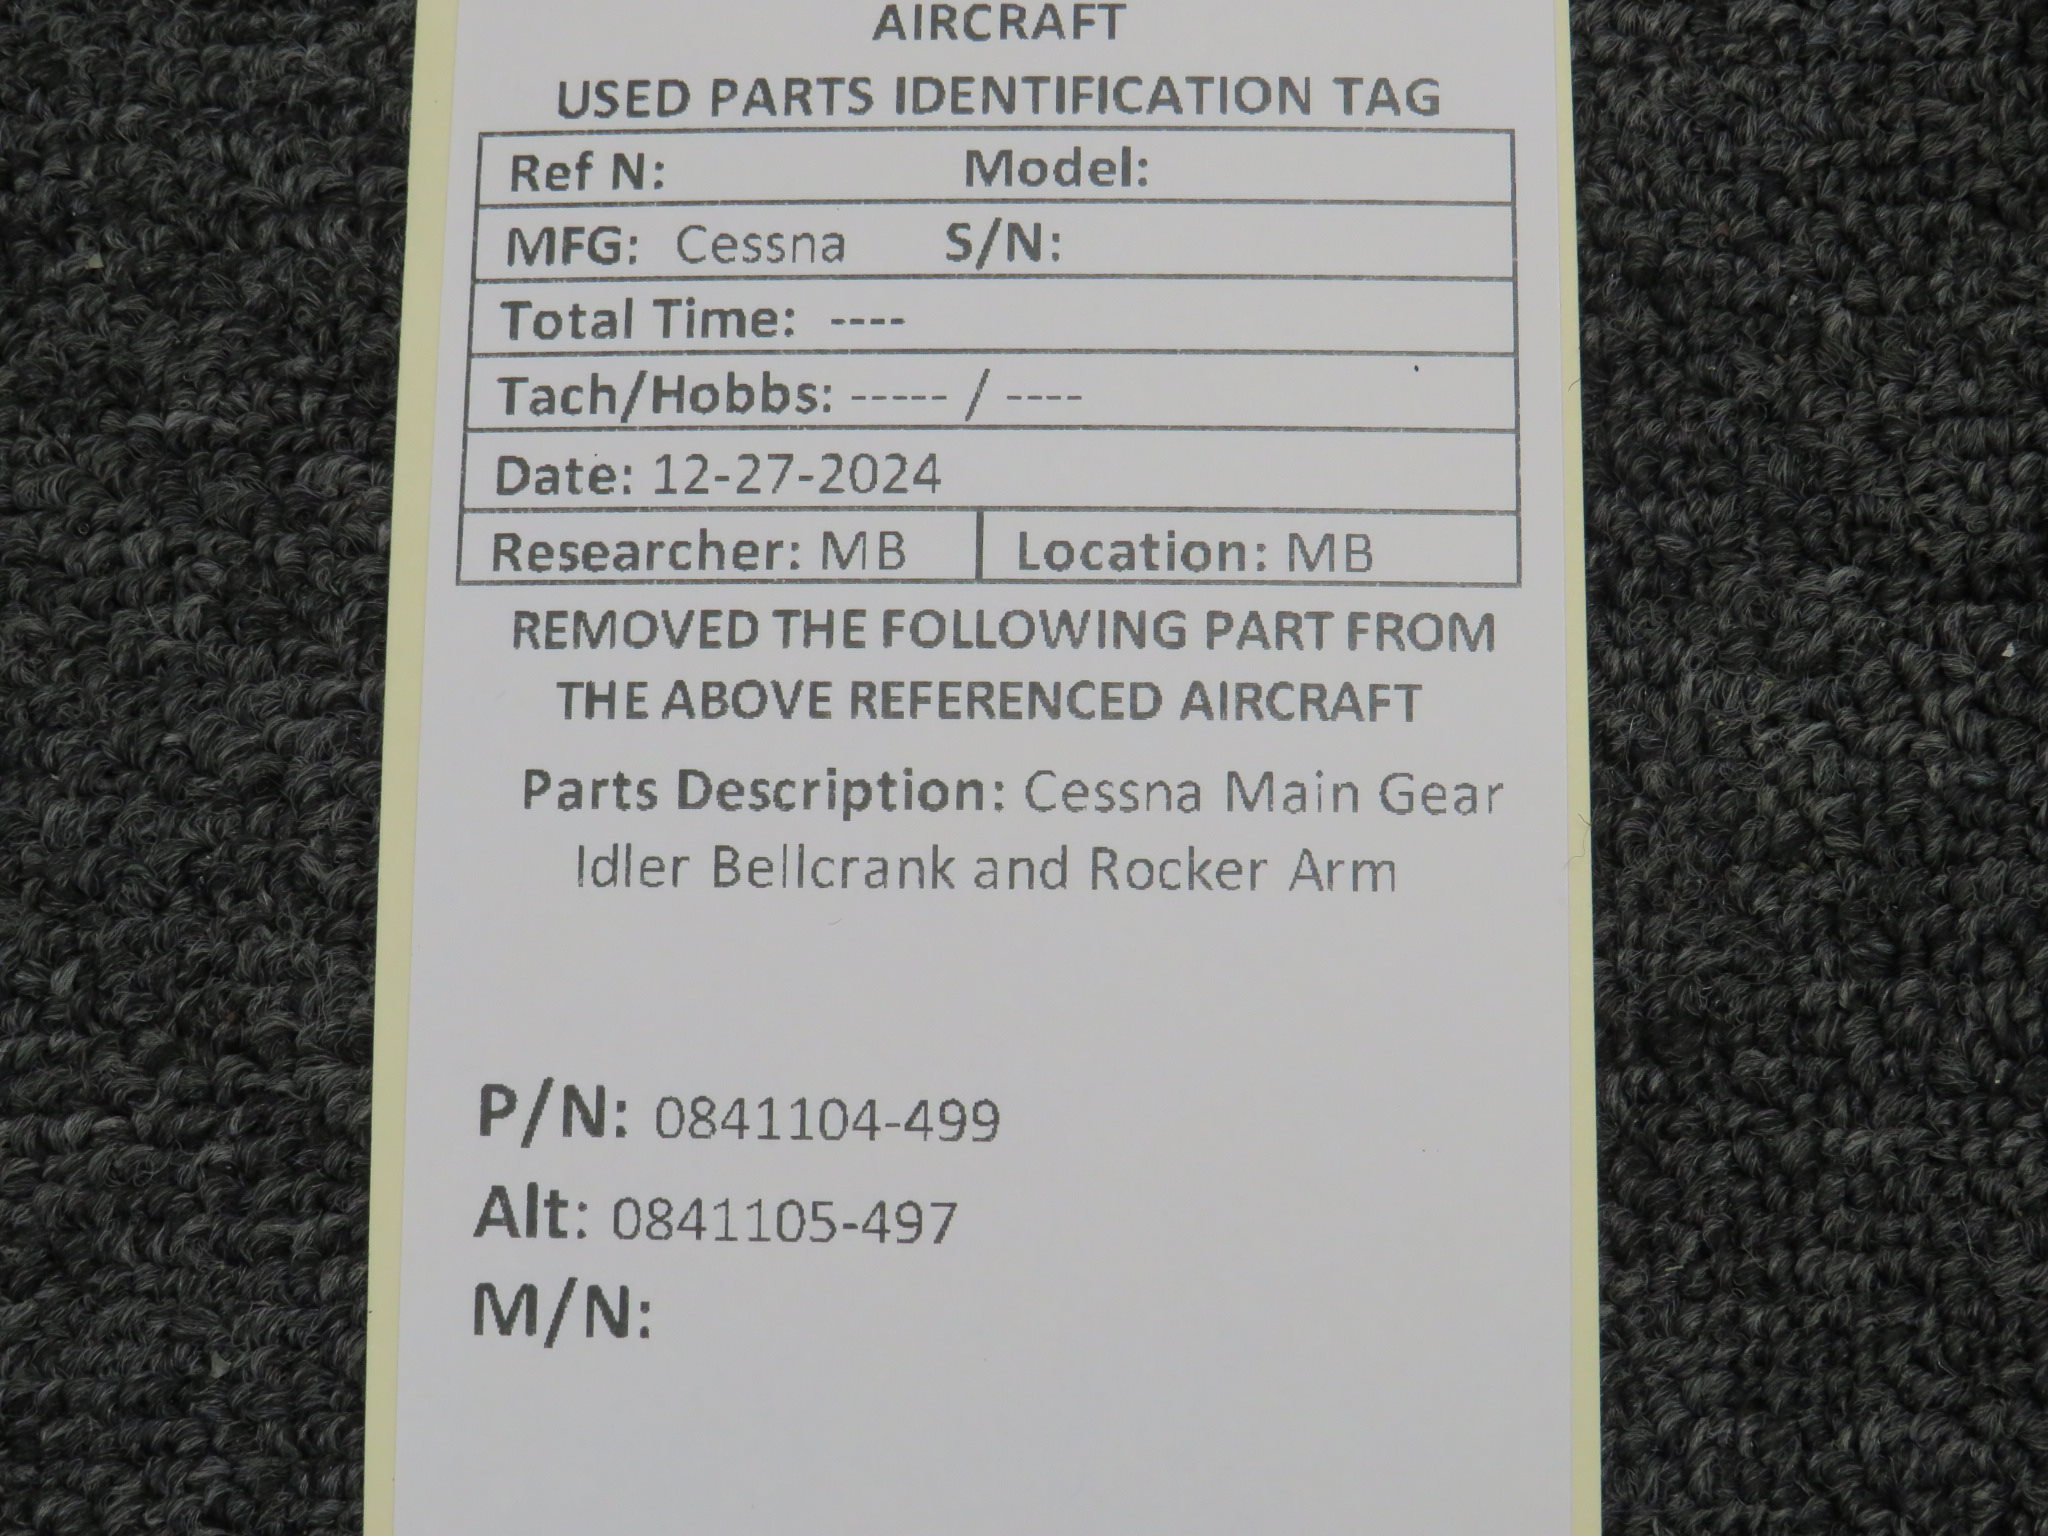 AIRCRAFT
USED PARTS IDENTIFICATION TAG
Ref N: Model:
MFG: Cessna S/N:
Total Time: ----
Tach/Hobbs: ----- / ----
Date: 12-27-2024
Researcher: MB Location: MB
REMOVED THE FOLLOWING PART FROM
THE ABOVE REFERENCED AIRCRAFT
Parts Description: Cessna Main Gear
Idler Bellcrank and Rocker Arm
P/N: 0841104-499
Alt: 0841105-497
M/N: